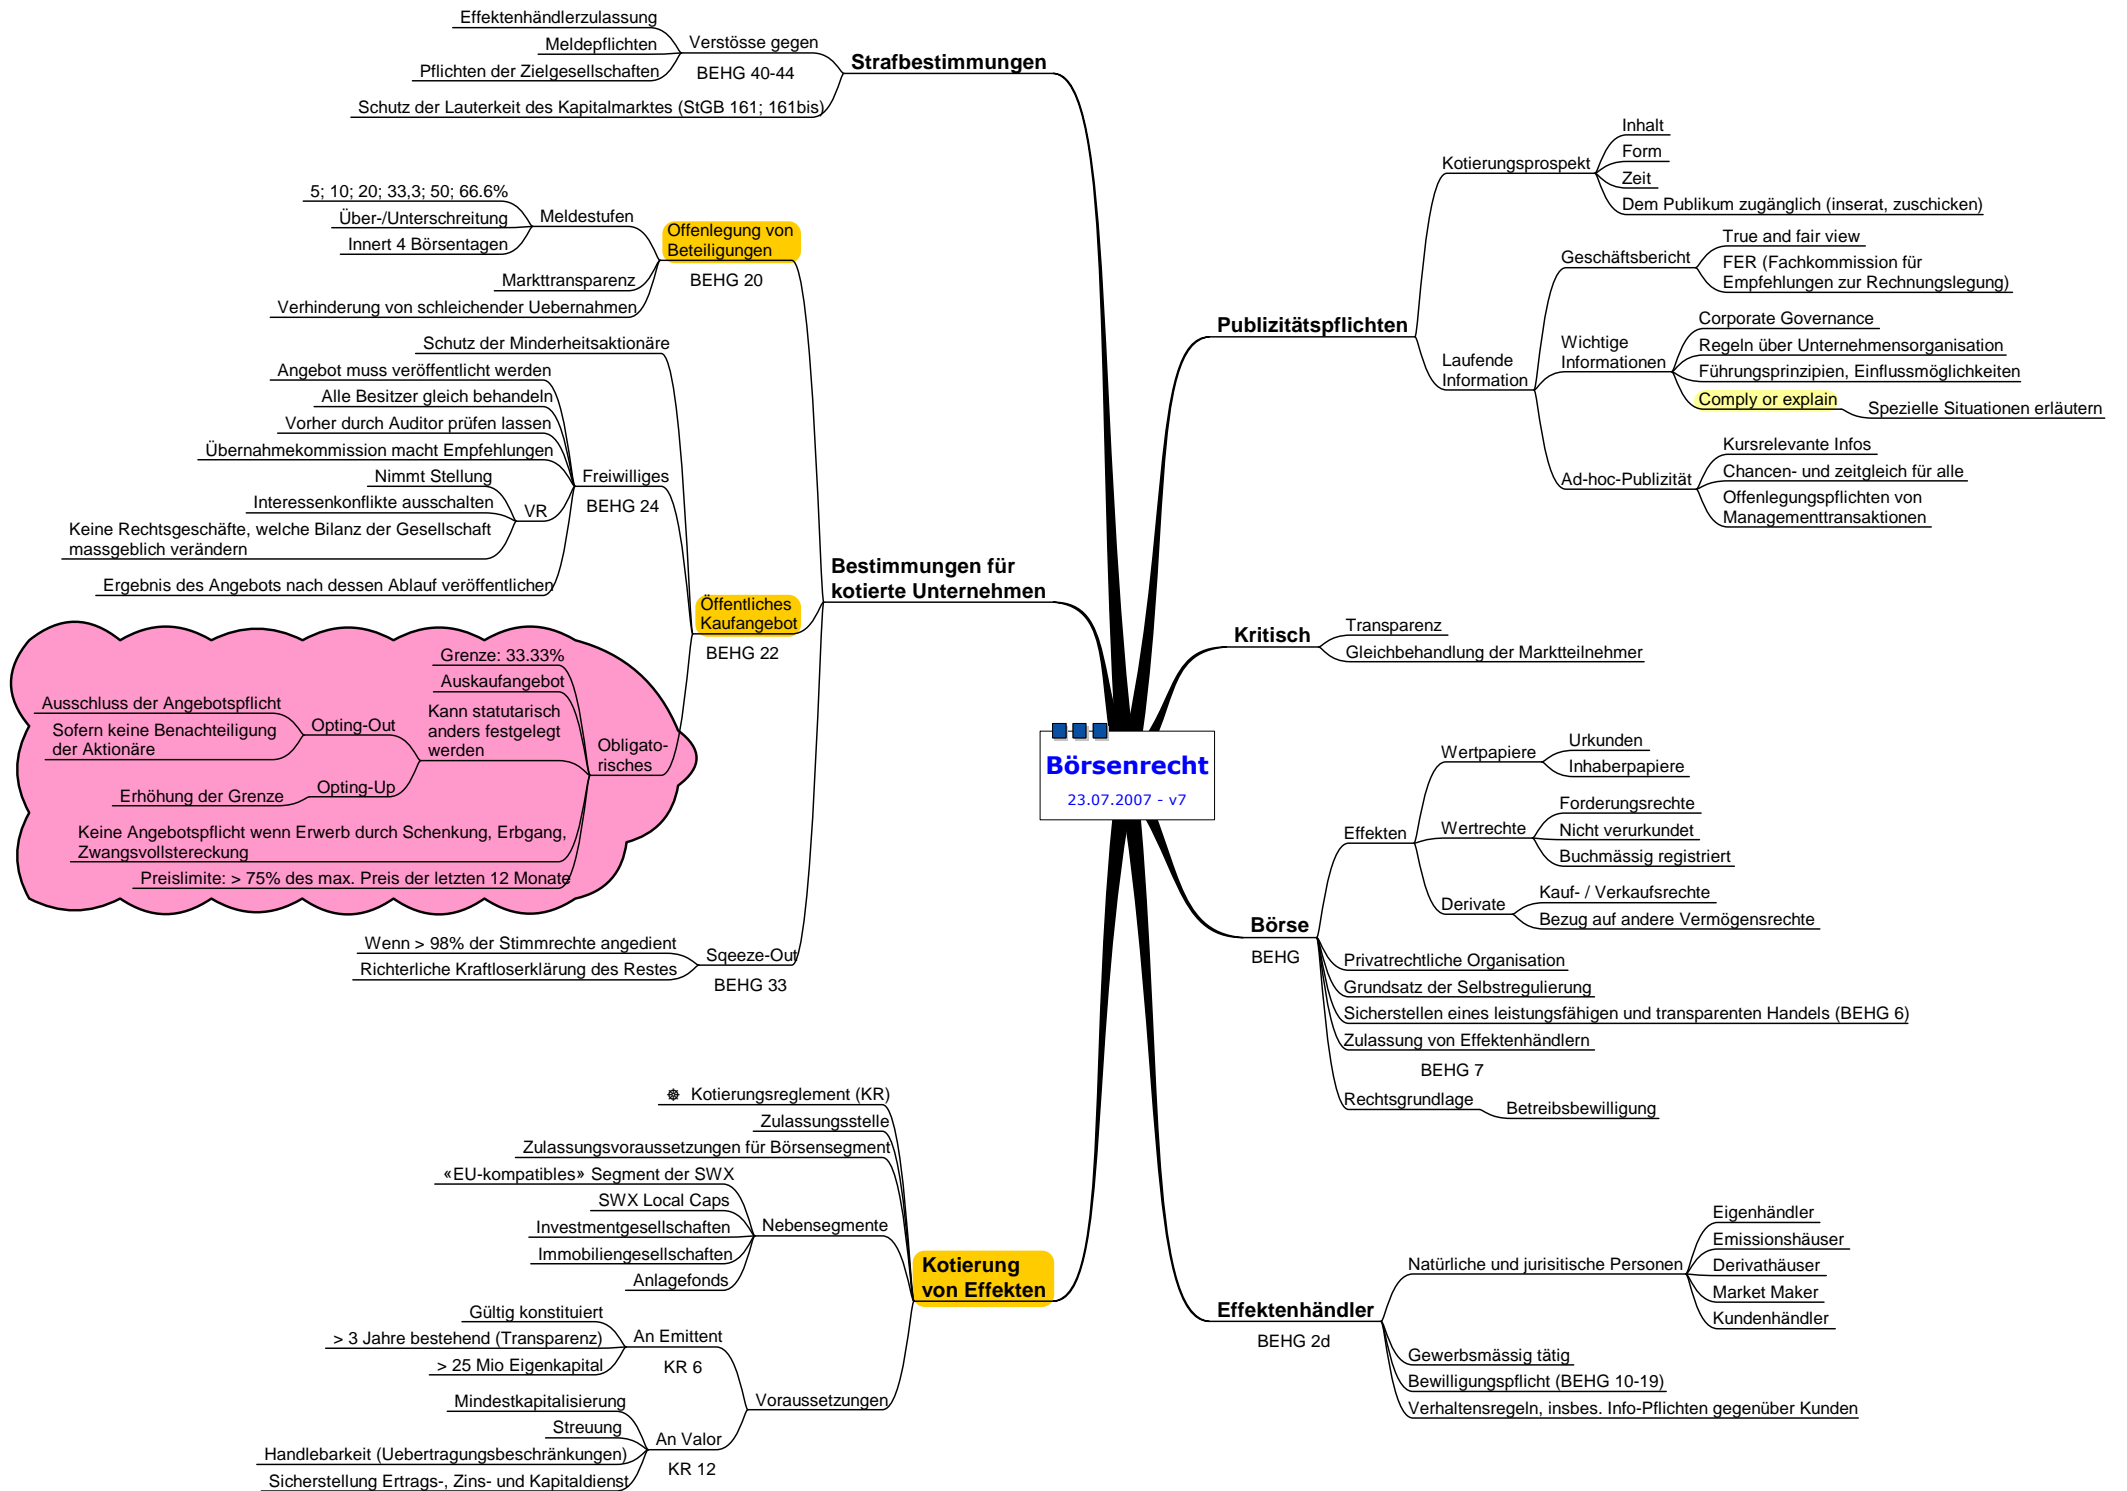 Börsenrecht
23.07.2007 - v7
Strafbestimmungen
Verstösse gegen
BEHG 40-44
Effektenhändlerzulassung
Meldepflichten
Pflichten der Zielgesellschaften
Schutz der Lauterkeit des Kapitalmarktes (StGB 161; 161bis)
Bestimmungen für
kotierte Unternehmen
Offenlegung von
Beteiligungen
BEHG 20
Meldestufen
5; 10; 20; 33,3; 50; 66.6%
Über-/Unterschreitung
Innert 4 Börsentagen
Markttransparenz
Verhinderung von schleichender Uebernahmen
Öffentliches
Kaufangebot
BEHG 22
Schutz der Minderheitsaktionäre
Freiwilliges
BEHG 24
Angebot muss veröffentlicht werden
Alle Besitzer gleich behandeln
Vorher durch Auditor prüfen lassen
Übernahmekommission macht Empfehlungen
VR
Nimmt Stellung
Interessenkonflikte ausschalten
Keine Rechtsgeschäfte, welche Bilanz der Gesellschaft
massgeblich verändern
Ergebnis des Angebots nach dessen Ablauf veröffentlichen
Obligato-
risches
Grenze: 33.33%
Auskaufangebot
Kann statutarisch
anders festgelegt
werden
Opting-Out
Ausschluss der Angebotspflicht
Sofern keine Benachteiligung
der Aktionäre
Opting-Up
Erhöhung der Grenze
Keine Angebotspflicht wenn Erwerb durch Schenkung, Erbgang,
Zwangsvollstereckung
Preislimite: > 75% des max. Preis der letzten 12 Monate
Sqeeze-Out
BEHG 33
Wenn > 98% der Stimmrechte angedient
Richterliche Kraftloserklärung des Restes
Kotierung
von Effekten
Kotierungsreglement (KR)
Zulassungsstelle
Zulassungsvoraussetzungen für Börsensegment
Nebensegmente
«EU-kompatibles» Segment der SWX
SWX Local Caps
Investmentgesellschaften
Immobiliengesellschaften
Anlagefonds
Voraussetzungen
An Emittent
KR 6
Gültig konstituiert
> 3 Jahre bestehend (Transparenz)
> 25 Mio Eigenkapital
An Valor
KR 12
Mindestkapitalisierung
Streuung
Handlebarkeit (Uebertragungsbeschränkungen)
Sicherstellung Ertrags-, Zins- und Kapitaldienst
Publizitätspflichten
Kotierungsprospekt
Inhalt
Form
Zeit
Dem Publikum zugänglich (inserat, zuschicken)
Laufende
Information
Geschäftsbericht
True and fair view
FER (Fachkommission für
Empfehlungen zur Rechnungslegung)
Wichtige
Informationen
Corporate Governance
Regeln über Unternehmensorganisation
Führungsprinzipien, Einflussmöglichkeiten
Comply or explain
Spezielle Situationen erläutern
Ad-hoc-Publizität
Kursrelevante Infos
Chancen- und zeitgleich für alle
Offenlegungspflichten von
Managementtransaktionen
Kritisch
Transparenz
Gleichbehandlung der Marktteilnehmer
Börse
BEHG
Effekten
Wertpapiere
Urkunden
Inhaberpapiere
Wertrechte
Forderungsrechte
Nicht verurkundet
Buchmässig registriert
Derivate
Kauf- / Verkaufsrechte
Bezug auf andere Vermögensrechte
Privatrechtliche Organisation
Grundsatz der Selbstregulierung
Sicherstellen eines leistungsfähigen und transparenten Handels (BEHG 6)
Zulassung von Effektenhändlern
BEHG 7
Rechtsgrundlage
Betreibsbewilligung
Effektenhändler
BEHG 2d
Natürliche und jurisitische Personen
Eigenhändler
Emissionshäuser
Derivathäuser
Market Maker
Kundenhändler
Gewerbsmässig tätig
Bewilligungspflicht (BEHG 10-19)
Verhaltensregeln, insbes. Info-Pflichten gegenüber Kunden